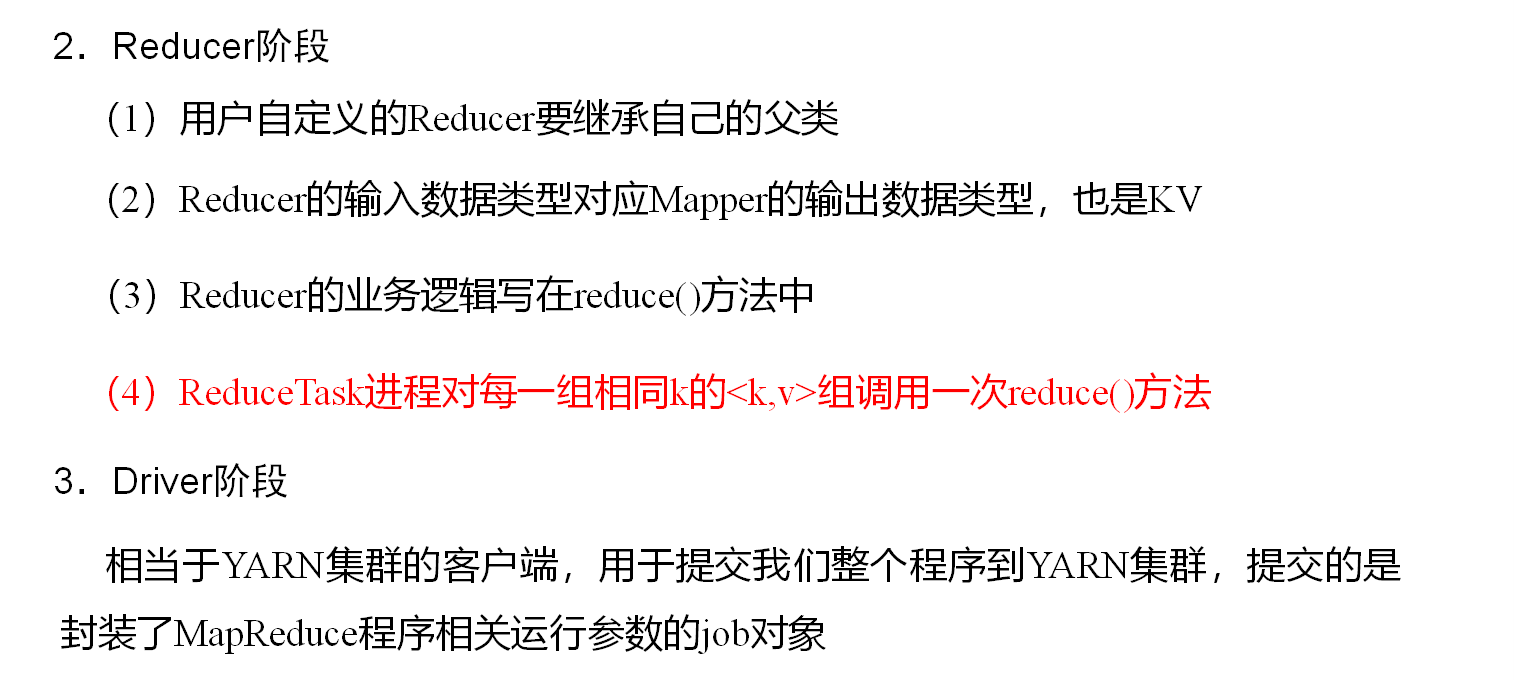 2．Reducer阶段
（1）用户自定义的Reducer要继承自己的父类
（2）Reducer的输入数据类型对应Mapper的输出数据类型，也是KV
（3）Reducer的业务逻辑写在reduce()方法中
（4）ReduceTask进程对每一组相同k的<k,v>组调用一次reduce()方法
3．Driver阶段
相当于YARN集群的客户端，用于提交我们整个程序到YARN集群，提交的是
封装了MapReduce程序相关运行参数的job对象